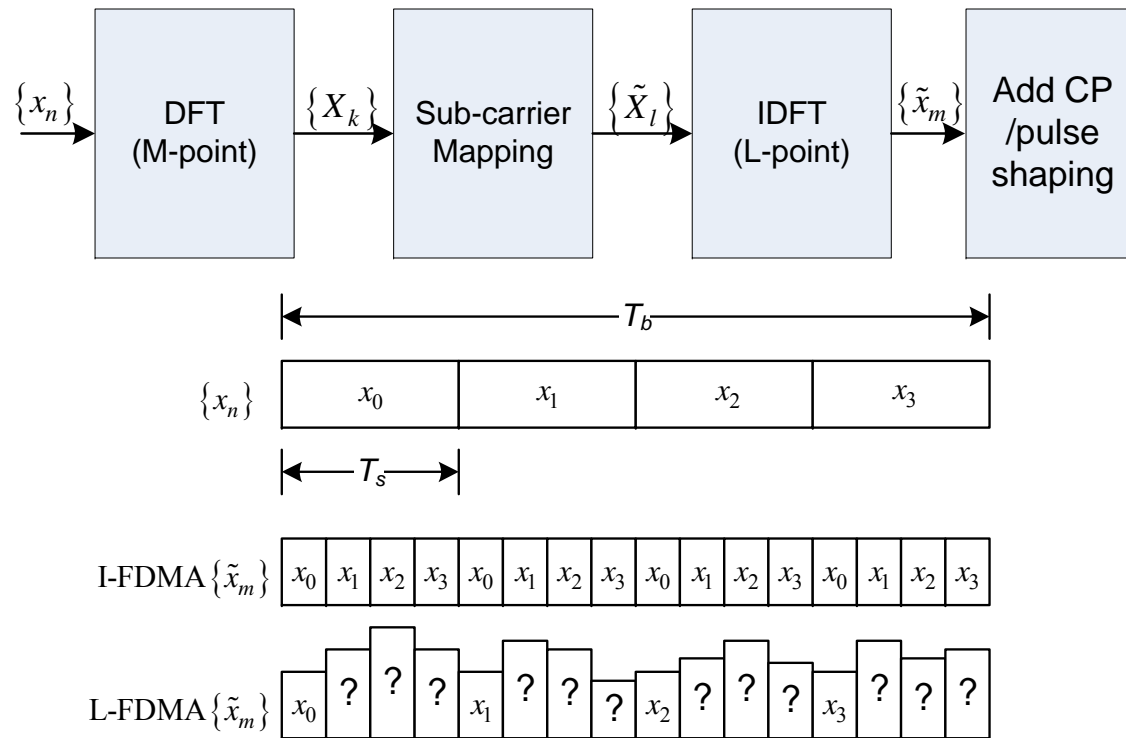 {x_n}
DFT
(M-point)
{X_k}
Sub-carrier
Mapping
{X̃_l}
IDFT
(L-point)
{x̃_m}
Add CP
/pulse
shaping
T_b
{x_n} x_0 x_1 x_2 x_3
T_s
I-FDMA{x̃_m} x_0 x_1 x_2 x_3 x_0 x_1 x_2 x_3 x_0 x_1 x_2 x_3 x_0 x_1 x_2 x_3
L-FDMA{x̃_m} x_0 ? ? ? x_1 ? ? ? x_2 ? ? ? x_3 ? ? ?